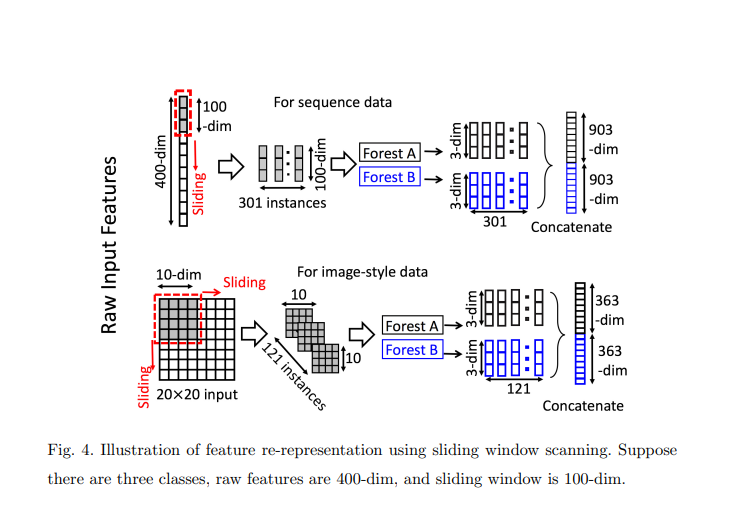 Raw Input Features
For sequence data
400-dim
100
-dim
Sliding
301 instances
100-dim
Forest A
Forest B
3-dim
3-dim
301
903
-dim
903
-dim
Concatenate
For image-style data
10-dim
Sliding
Sliding
20×20 input
10
10
121 instances
Forest A
Forest B
3-dim
3-dim
121
363
-dim
363
-dim
Concatenate
Fig. 4. Illustration of feature re-representation using sliding window scanning. Suppose
there are three classes, raw features are 400-dim, and sliding window is 100-dim.